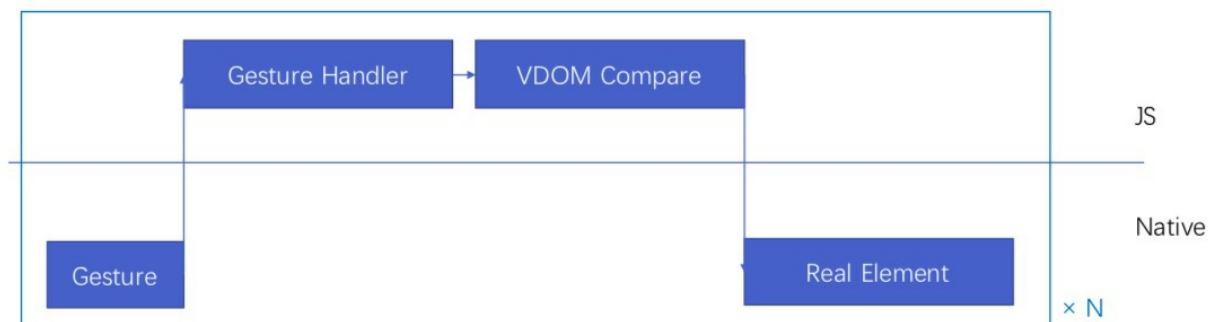 Gesture Handler
VDOM Compare
JS
Native
Gesture
Real Element
× N